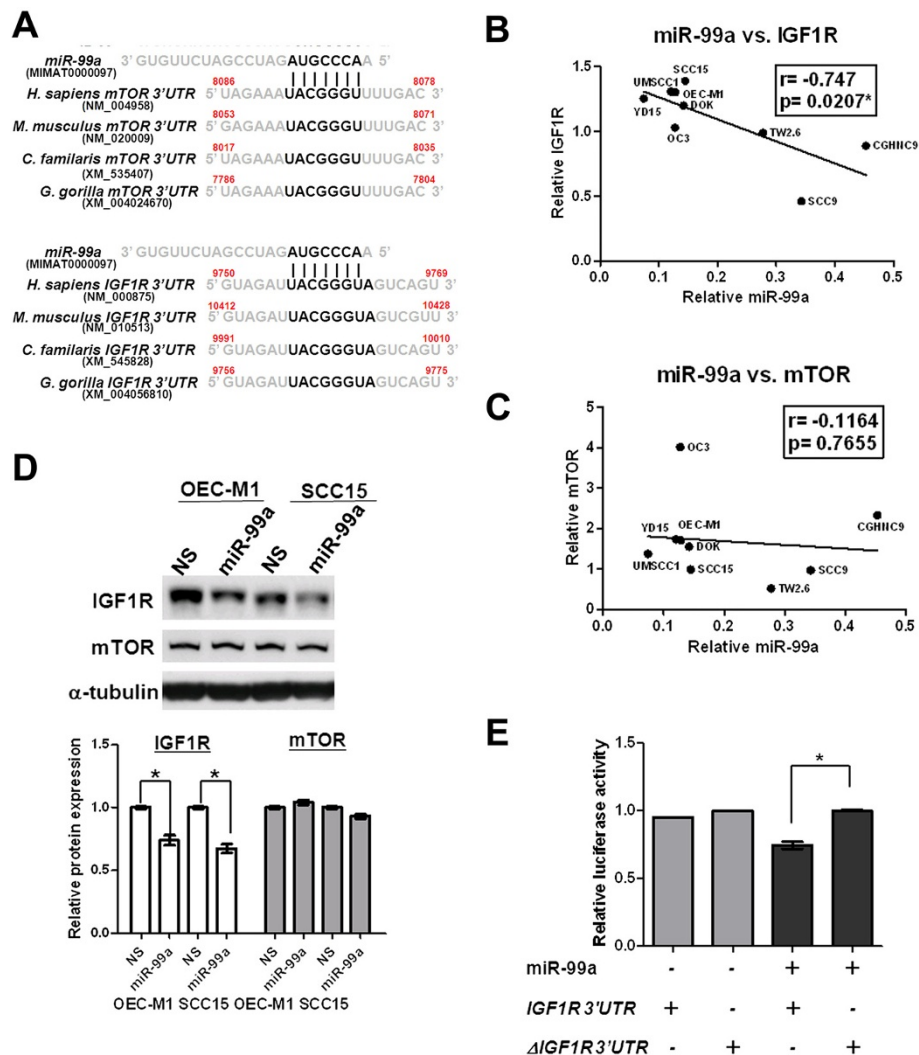 A
miR-99a 3' GUGUUCUAGCCUAGAUGCCCAA 5'
(MIMAT0000097)
8086 8078
H. sapiens mTOR 3'UTR 5' UAGAAAUACGGGUUUUGAC 3'
(NM_004958)
8053 8071
M. musculus mTOR 3'UTR 5' GAGAAAUACGGGUUUUGAC 3'
(NM_020009)
8017 8035
C. familaris mTOR 3'UTR 5' UAGAAAUACGGGUUUUGAC 3'
(XM_535407)
7786 7804
G. gorilla mTOR 3'UTR 5' UAGAAAUACGGGUUUUGAC 3'
(XM_004024670)
miR-99a 3' GUGUUCUAGCCUAGAUGCCCAA 5'
(MIMAT0000097)
9750 9769
H. sapiens IGF1R 3'UTR 5' GUAGAUUACGGGUAGUCAGU 3'
(NM_000875)
10412 10428
M. musculus IGF1R 3'UTR 5' GUAGAUUACGGGUAGUCGUU 3'
(NM_010513)
9991 10010
C. familaris IGF1R 3'UTR 5' GUAGAUUACGGGUAGUCAGU 3'
(XM_545828)
9756 9775
G. gorilla IGF1R 3'UTR 5' GUAGAUUACGGGUAGUCAGU 3'
(XM_004056810)
B
miR-99a vs. IGF1R
Relative IGF1R
1.5
1.0
0.5
0.0
r= -0.747
p= 0.0207*
SCC15
UMSCC1
OEC-M1
YD15
DOK
OC3
TW2.6
CGHNC9
SCC9
0.0 0.1 0.2 0.3 0.4 0.5
Relative miR-99a
C
miR-99a vs. mTOR
Relative mTOR
5
4
3
2
1
0
r= -0.1164
p= 0.7655
OC3
CGHNC9
YD15
OEC-M1
DOK
UMSCC1
SCC15
SCC9
TW2.6
0.0 0.1 0.2 0.3 0.4 0.5
Relative miR-99a
D
OEC-M1 SCC15
NS miR-99a NS miR-99a
IGF1R
mTOR
α-tubulin
Relative protein expression
1.5
1.0
0.5
0.0
IGF1R mTOR
* *
NS miR-99a NS miR-99a NS miR-99a NS miR-99a
OEC-M1 SCC15 OEC-M1 SCC15
E
Relative luciferase activity
1.5
1.0
0.5
0.0
*
miR-99a - - + +
IGF1R 3'UTR + - + -
ΔIGF1R 3'UTR - + - +